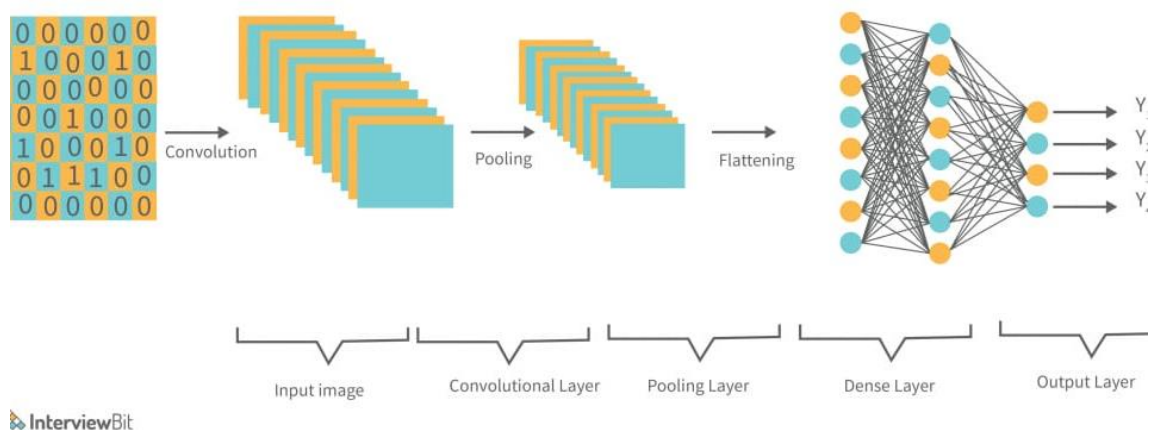 0 0 0 0 0 0
1 0 0 0 1 0
0 0 0 0 0 0
0 0 1 0 0 0
1 0 0 0 1 0
0 1 1 1 0 0
0 0 0 0 0 0
Convolution
Pooling
Flattening
Y
Y
Y
Y
Input image
Convolutional Layer
Pooling Layer
Dense Layer
Output Layer
InterviewBit